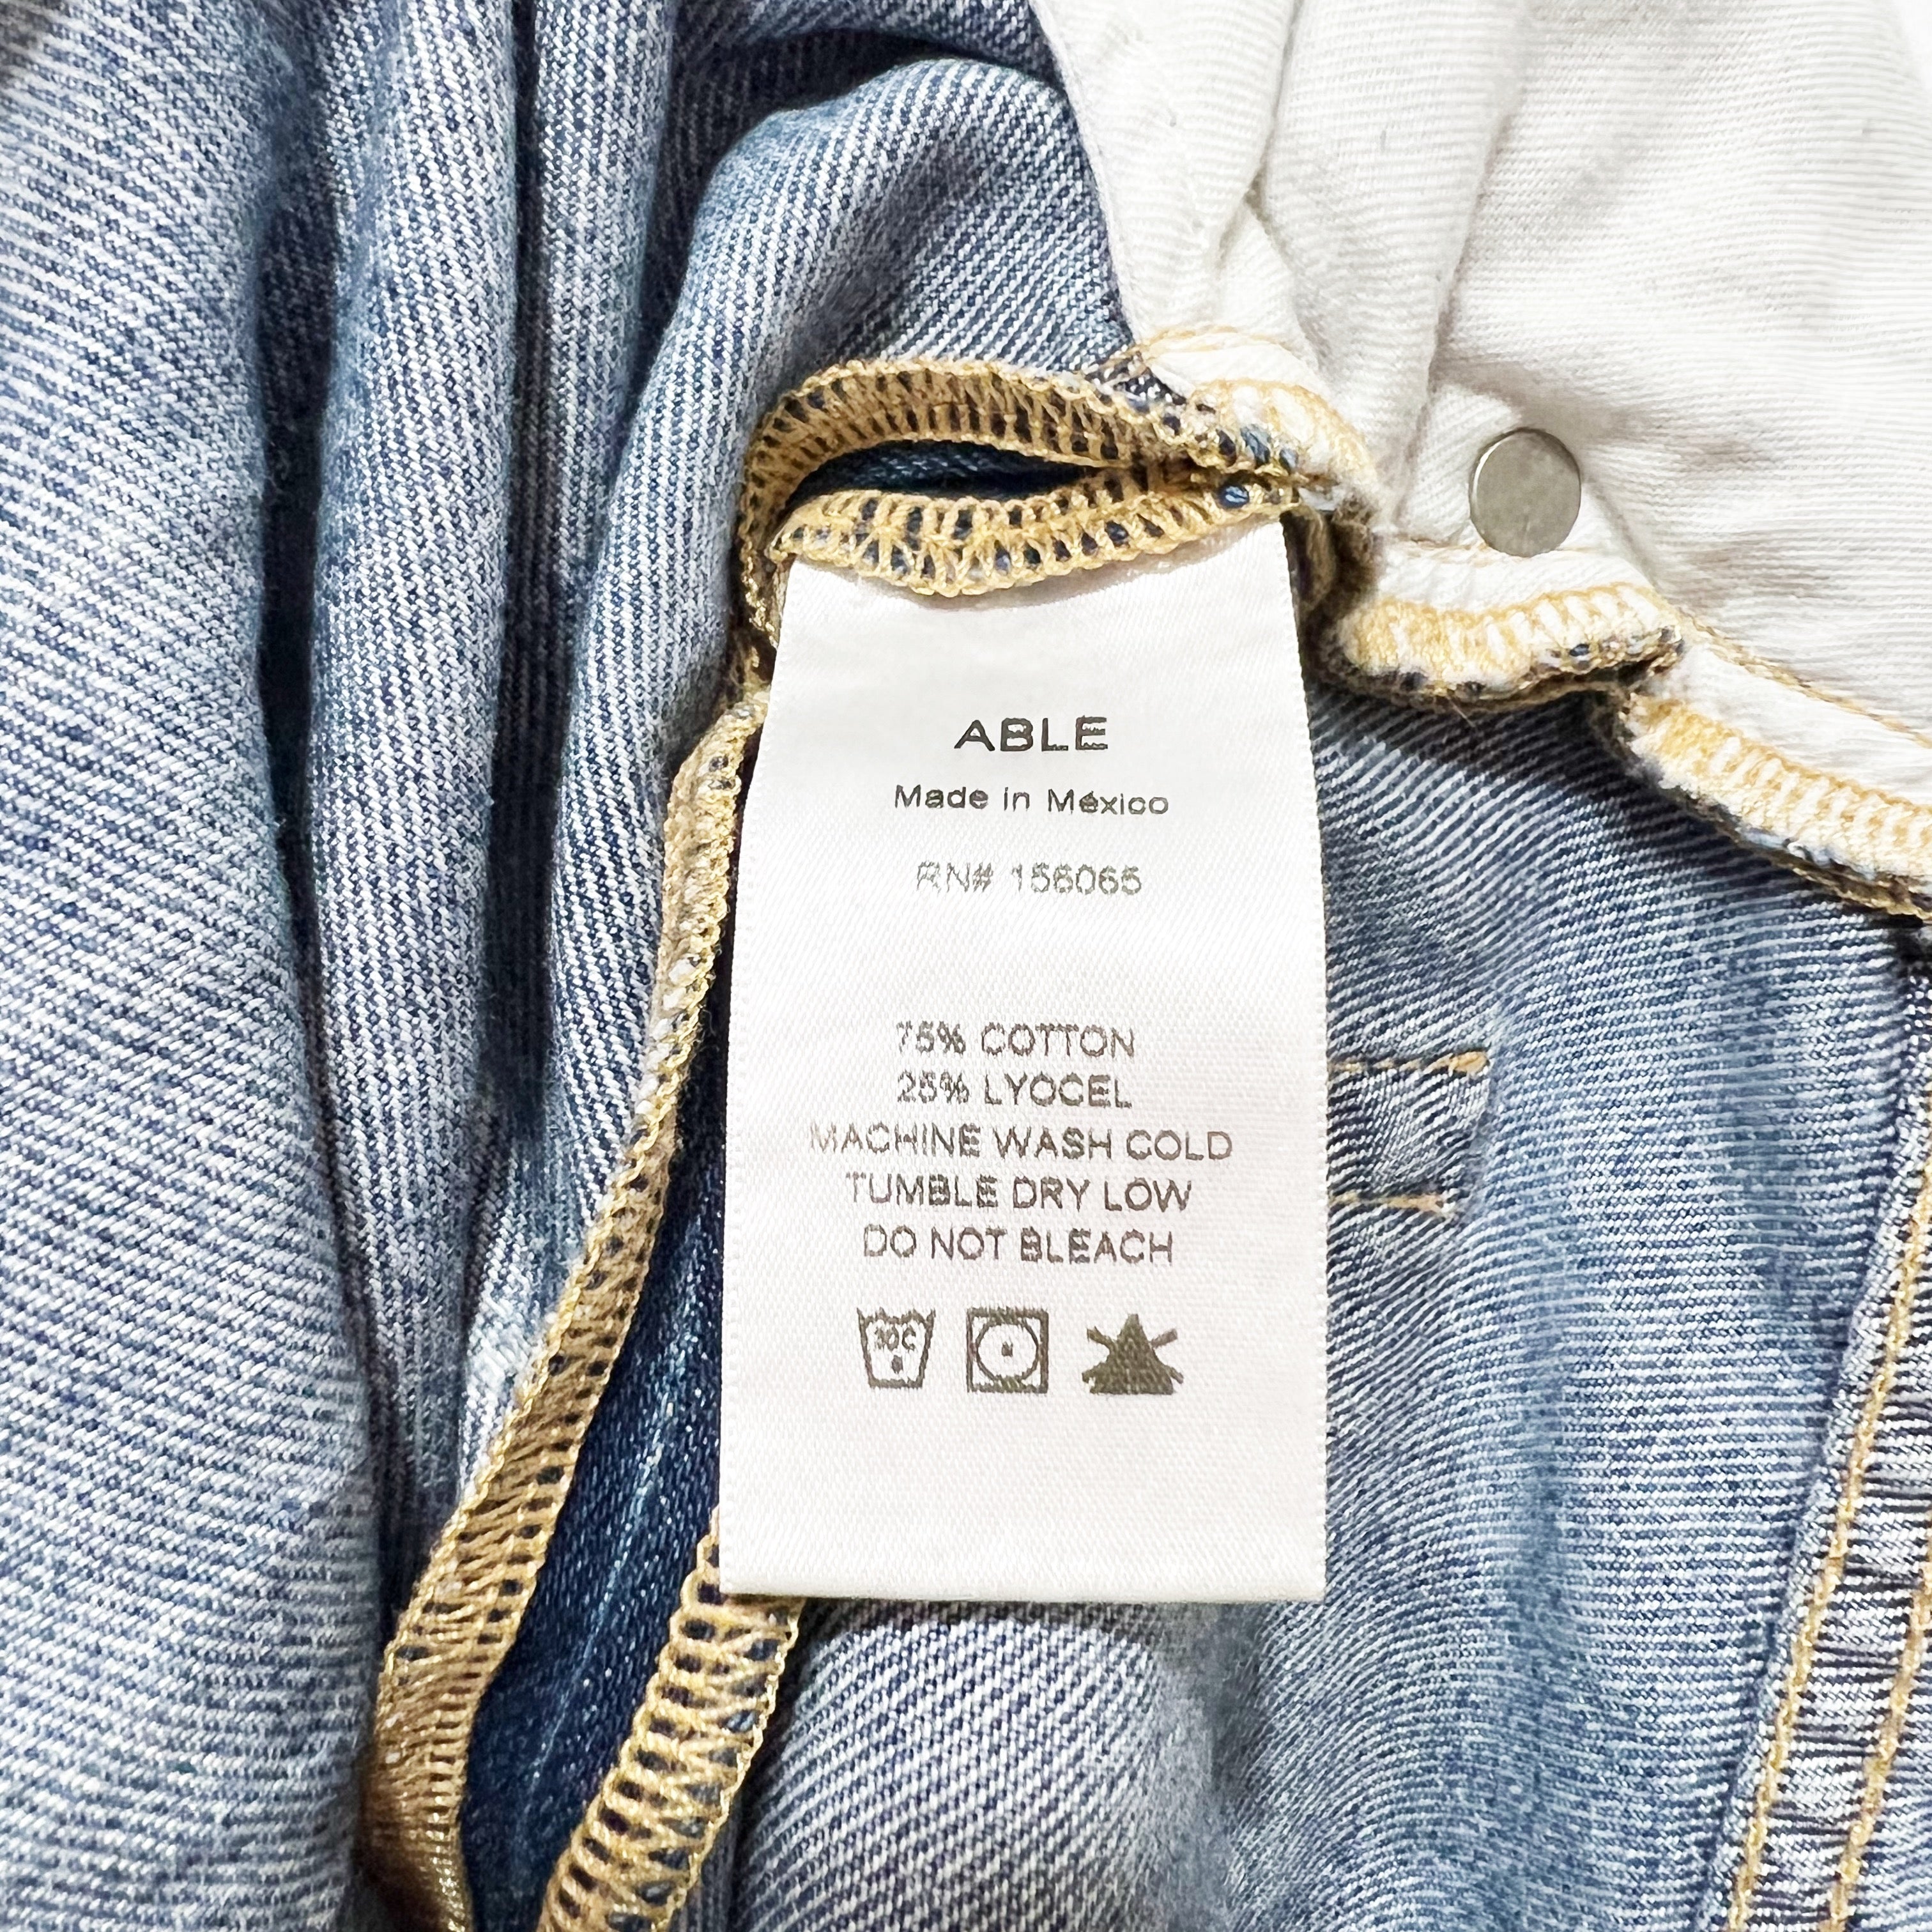 ABLE
Made in México
RN# 156065
75% COTTON
25% LYOCEL
MACHINE WASH COLD
TUMBLE DRY LOW
DO NOT BLEACH
30C